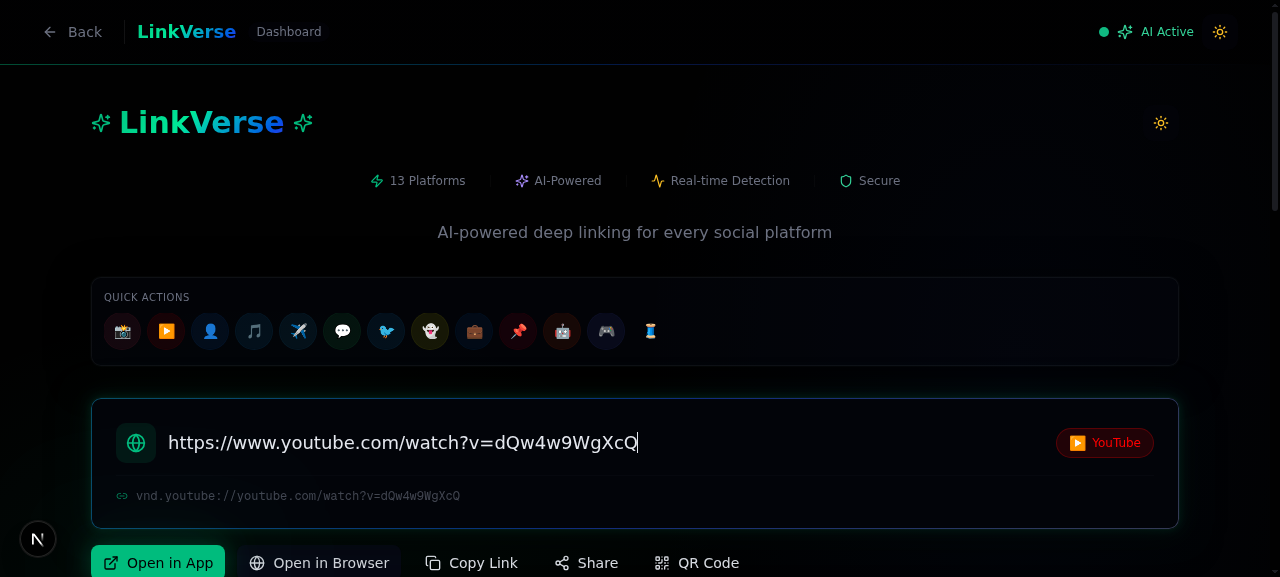 Back
LinkVerse
Dashboard
AI Active
LinkVerse
13 Platforms
AI-Powered
Real-time Detection
Secure
AI-powered deep linking for every social platform
QUICK ACTIONS
https://www.youtube.com/watch?v=dQw4w9WgXcQ
YouTube
vnd.youtube://youtube.com/watch?v=dQw4w9WgXcQ
N
Open in App
Open in Browser
Copy Link
Share
QR Code